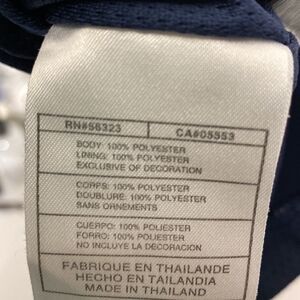 RN#56323 CA#05553
BODY: 100% POLYESTER
LINING: 100% POLYESTER
EXCLUSIVE OF DECORATION
CORPS: 100% POLYESTER
DOUBLURE: 100% POLYESTER
SANS ORNEMENTS
CUERPO: 100% POLIESTER
FORRO: 100% POLIESTER
NO INCLUYE LA DECORACION
FABRIQUE EN THAILANDE
HECHO EN TAILANDIA
MADE IN THAILAND